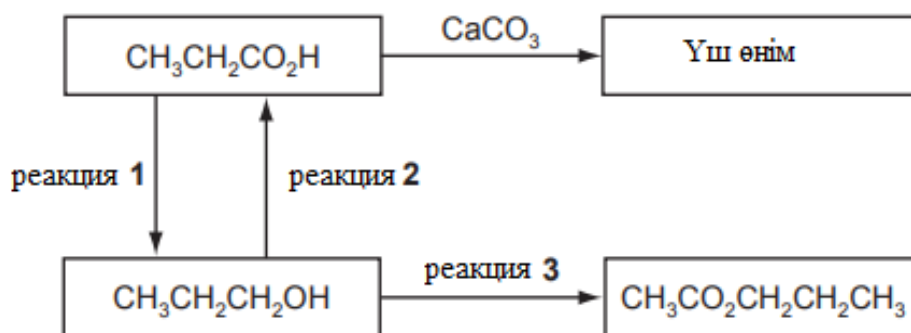 CH₃CH₂CO₂H
CaCO₃
Үш өнім
реакция 1
реакция 2
CH₃CH₂CH₂OH
реакция 3
CH₃CO₂CH₂CH₂CH₃